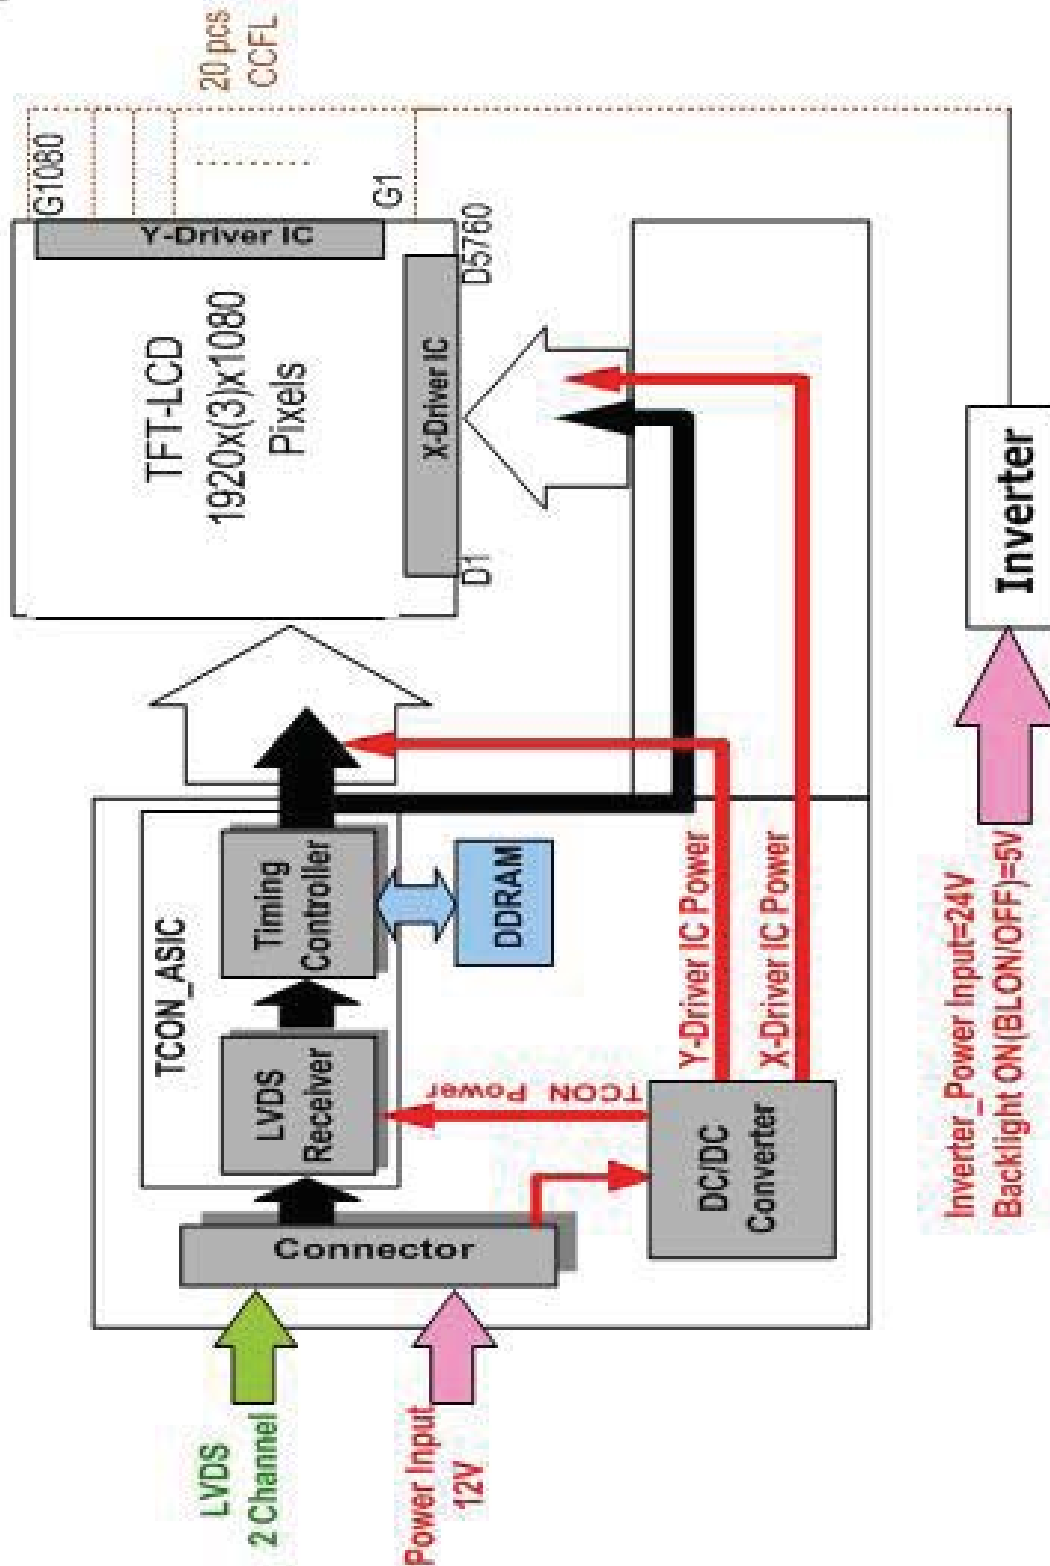 LVDS
2 Channel
Power Input
12V
Connector
TCON_ASIC
LVDS
Receiver
Timing
Controller
DDRAM
TCON Power
DC/DC
Converter
Y-Driver IC Power
X-Driver IC Power
TFT-LCD
1920x(3)x1080
Pixels
Y-Driver IC
X-Driver IC
G1080
G1
D1
D5760
20 pcs
CCFL
Inverter_Power Input=24V
Backlight ON(BLON/OFF)=5V
Inverter